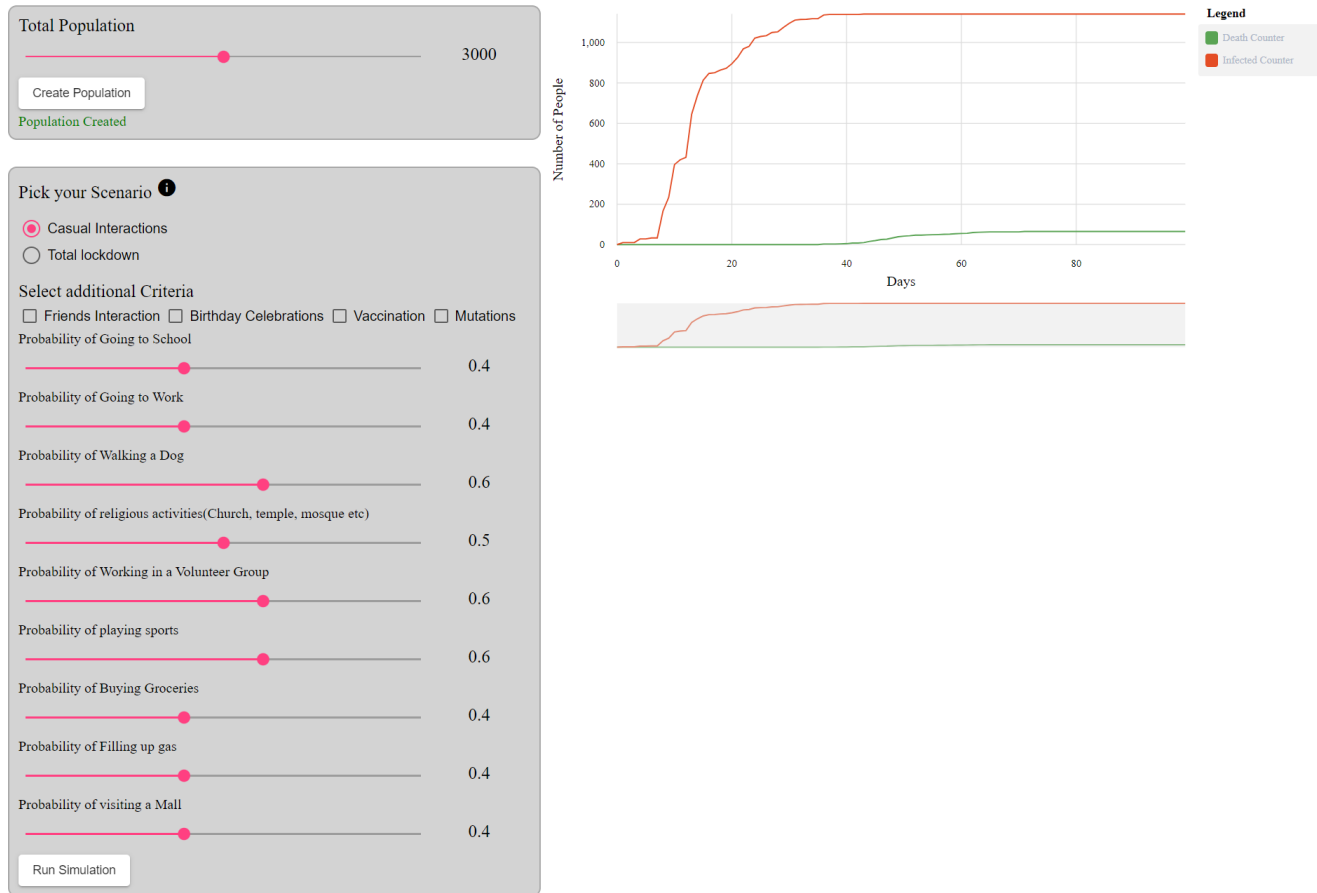 Total Population
3000
Create Population
Population Created
Pick your Scenario
Casual Interactions
Total lockdown
Select additional Criteria
Friends Interaction Birthday Celebrations Vaccination Mutations
Probability of Going to School
0.4
Probability of Going to Work
0.4
Probability of Walking a Dog
0.6
Probability of religious activities(Church, temple, mosque etc)
0.5
Probability of Working in a Volunteer Group
0.6
Probability of playing sports
0.6
Probability of Buying Groceries
0.4
Probability of Filling up gas
0.4
Probability of visiting a Mall
0.4
Run Simulation
Number of People
1,000
800
600
400
200
0
0 20 40 60 80
Days
Legend
Death Counter
Infected Counter